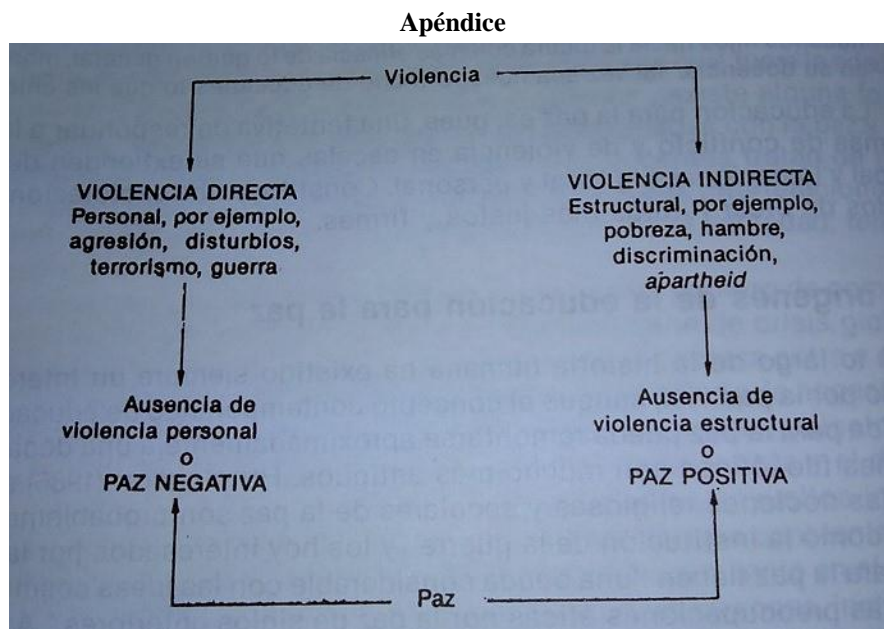 Apéndice
Violencia
VIOLENCIA DIRECTA
Personal, por ejemplo,
agresión, disturbios,
terrorismo, guerra
VIOLENCIA INDIRECTA
Estructural, por ejemplo,
pobreza, hambre,
discriminación,
apartheid
Ausencia de
violencia personal
o
PAZ NEGATIVA
Ausencia de
violencia estructural
o
PAZ POSITIVA
Paz